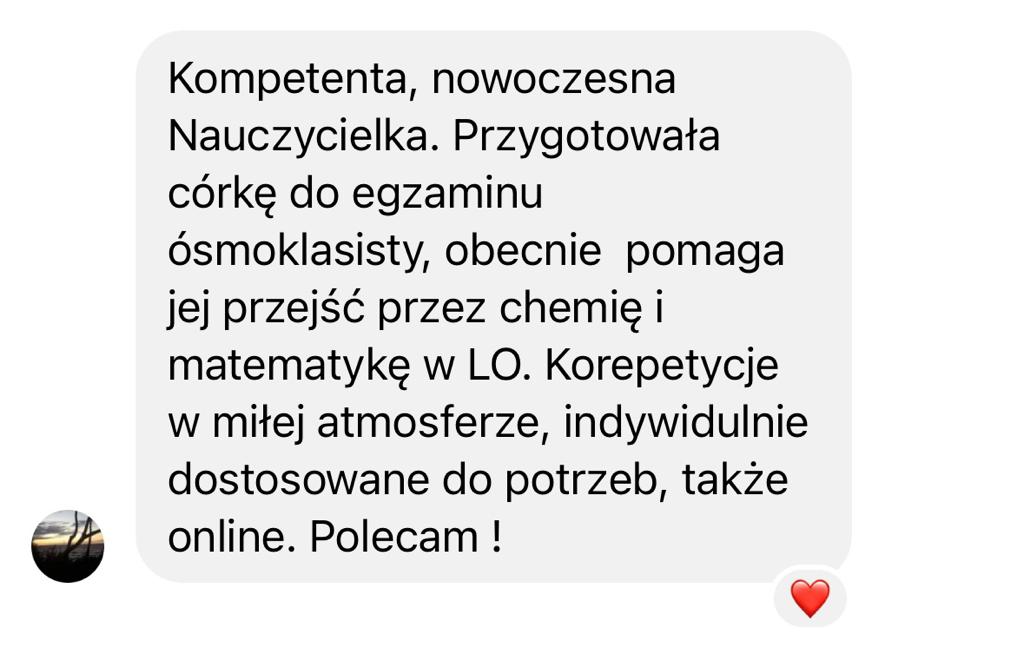 Kompetenta, nowoczesna
Nauczycielka. Przygotowała
córkę do egzaminu
ósmoklasisty, obecnie  pomaga
jej przejść przez chemię i
matematykę w LO. Korepetycje
w miłej atmosferze, indywidulnie
dostosowane do potrzeb, także
online. Polecam !